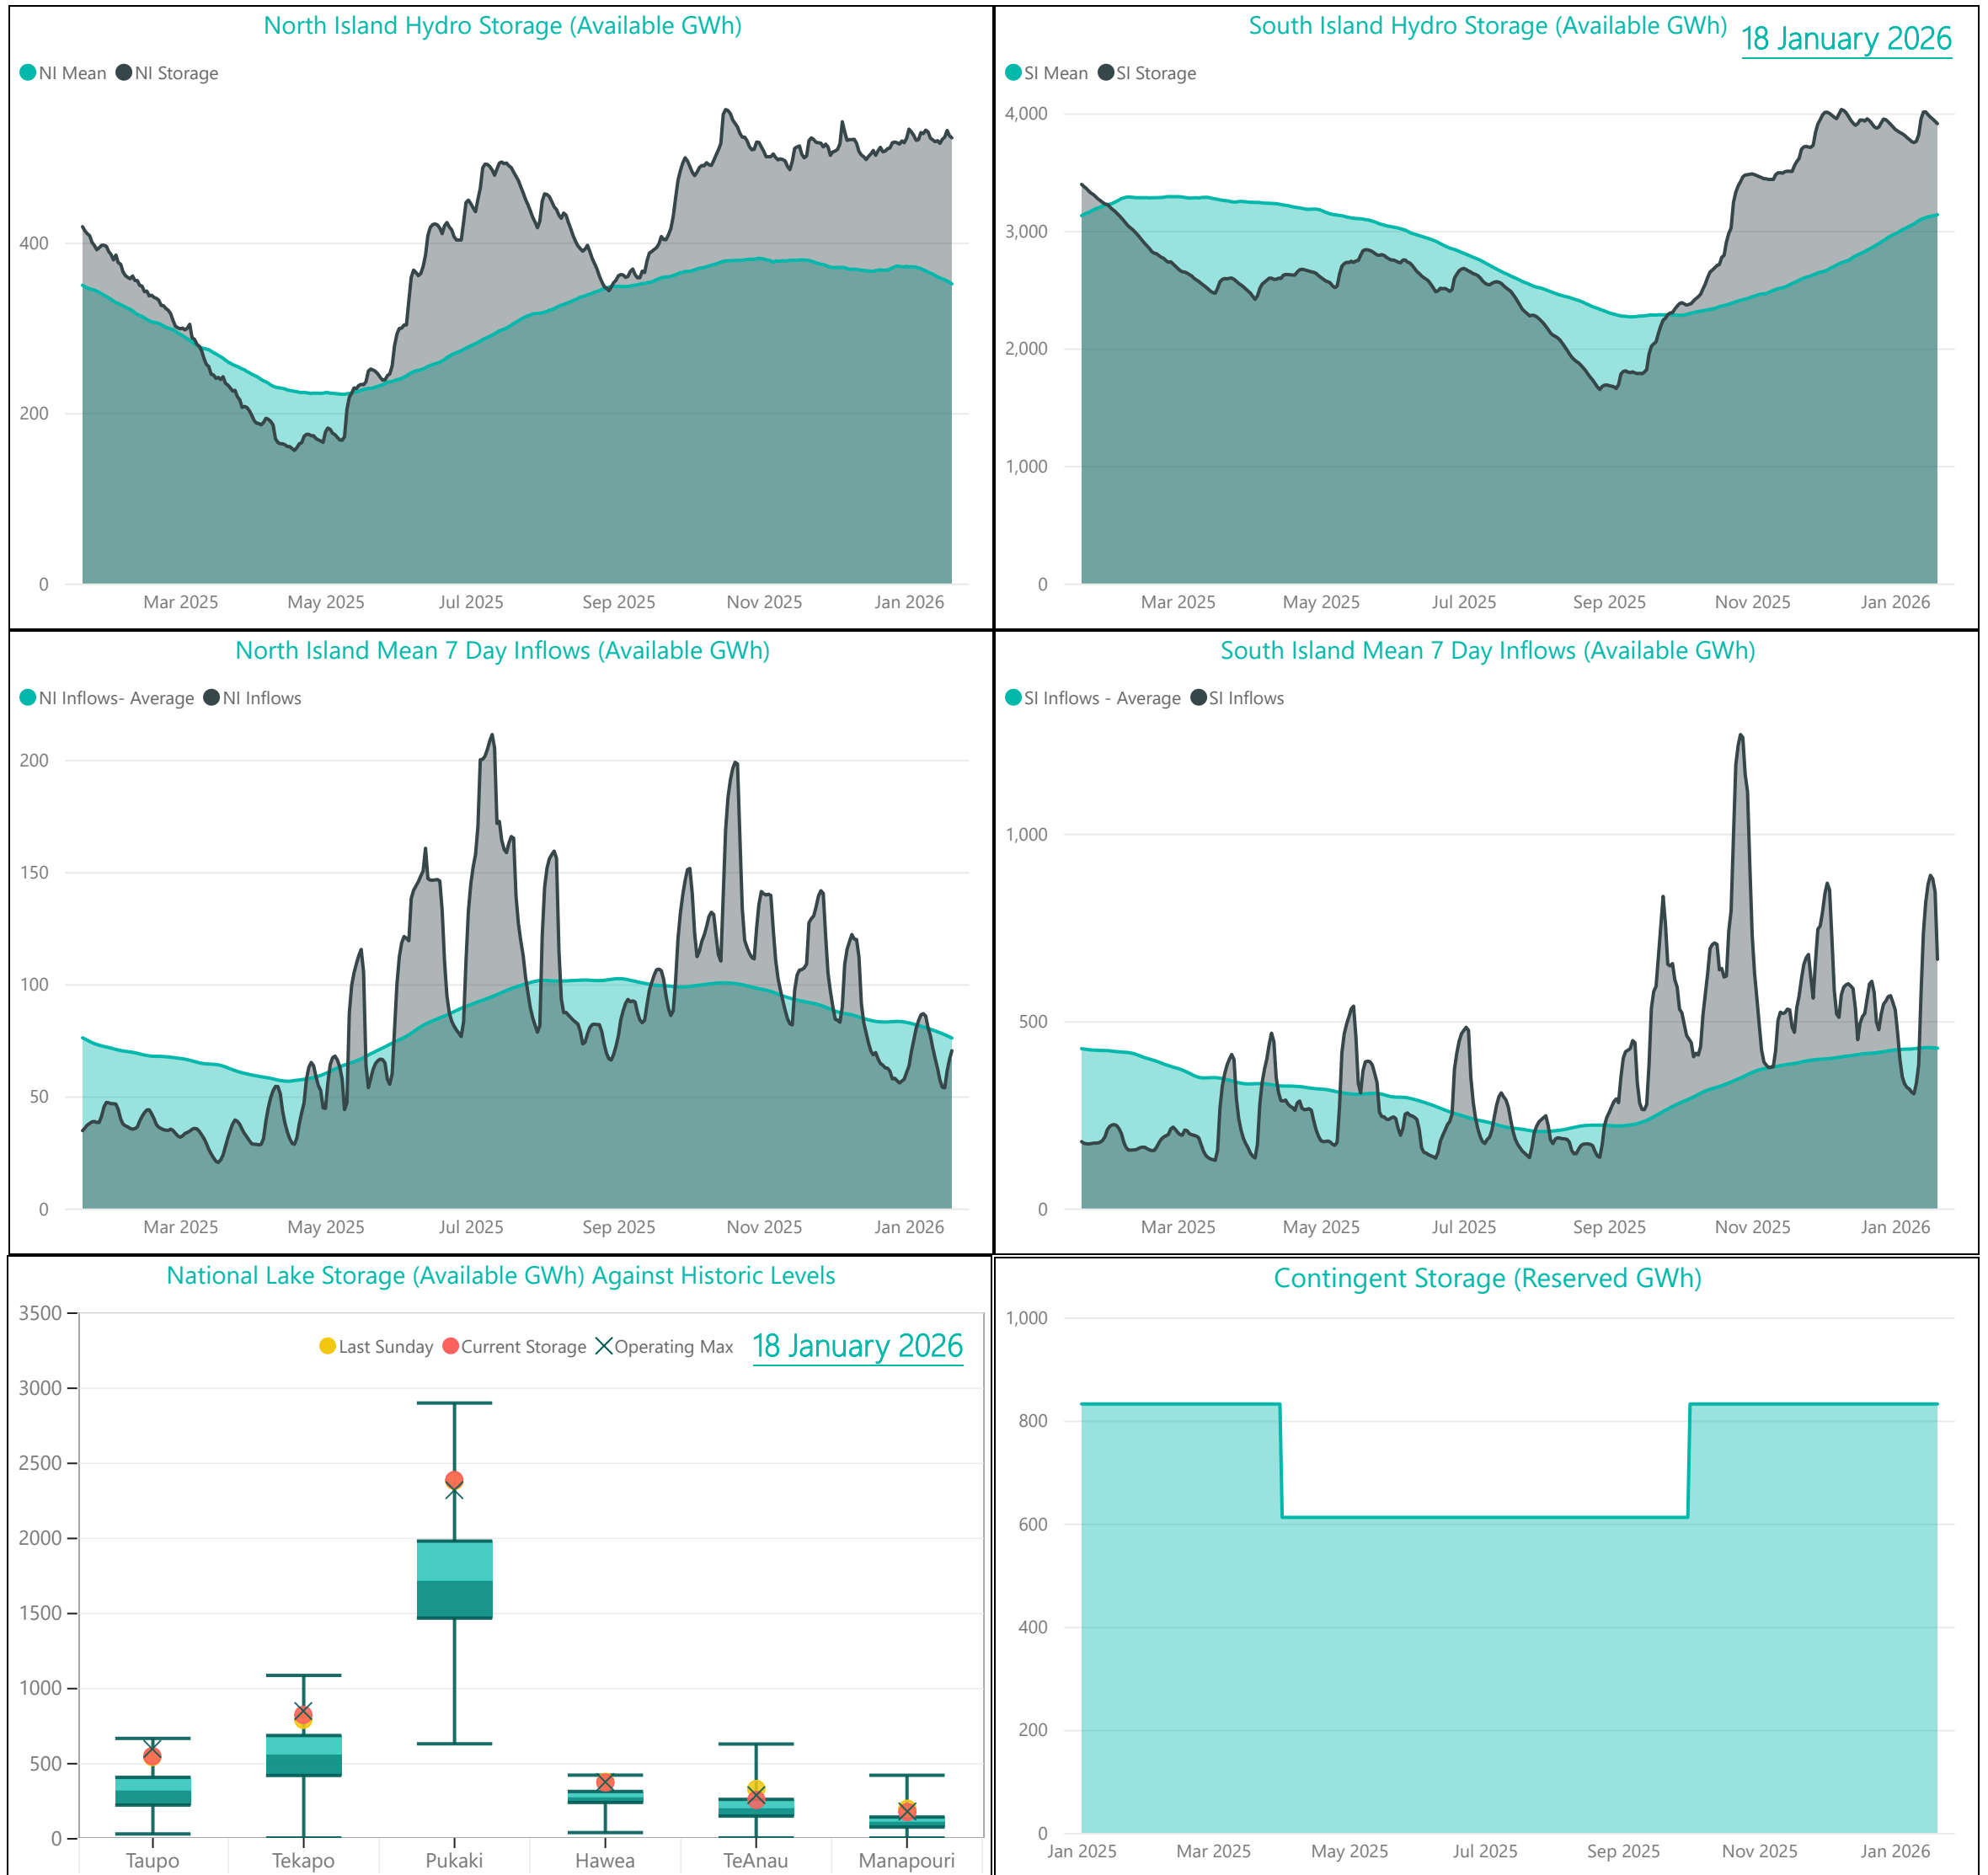 North Island Hydro Storage (Available GWh)
NI Mean NI Storage
400
200
0
Mar 2025 May 2025 Jul 2025 Sep 2025 Nov 2025 Jan 2026
South Island Hydro Storage (Available GWh)
18 January 2026
SI Mean SI Storage
4,000
3,000
2,000
1,000
0
Mar 2025 May 2025 Jul 2025 Sep 2025 Nov 2025 Jan 2026
North Island Mean 7 Day Inflows (Available GWh)
NI Inflows- Average NI Inflows
200
150
100
50
0
Mar 2025 May 2025 Jul 2025 Sep 2025 Nov 2025 Jan 2026
South Island Mean 7 Day Inflows (Available GWh)
SI Inflows - Average SI Inflows
1,000
500
0
Mar 2025 May 2025 Jul 2025 Sep 2025 Nov 2025 Jan 2026
National Lake Storage (Available GWh) Against Historic Levels
Last Sunday Current Storage Operating Max 18 January 2026
3500
3000
2500
2000
1500
1000
500
0
Taupo Tekapo Pukaki Hawea TeAnau Manapouri
Contingent Storage (Reserved GWh)
1,000
800
600
400
200
0
Jan 2025 Mar 2025 May 2025 Jul 2025 Sep 2025 Nov 2025 Jan 2026